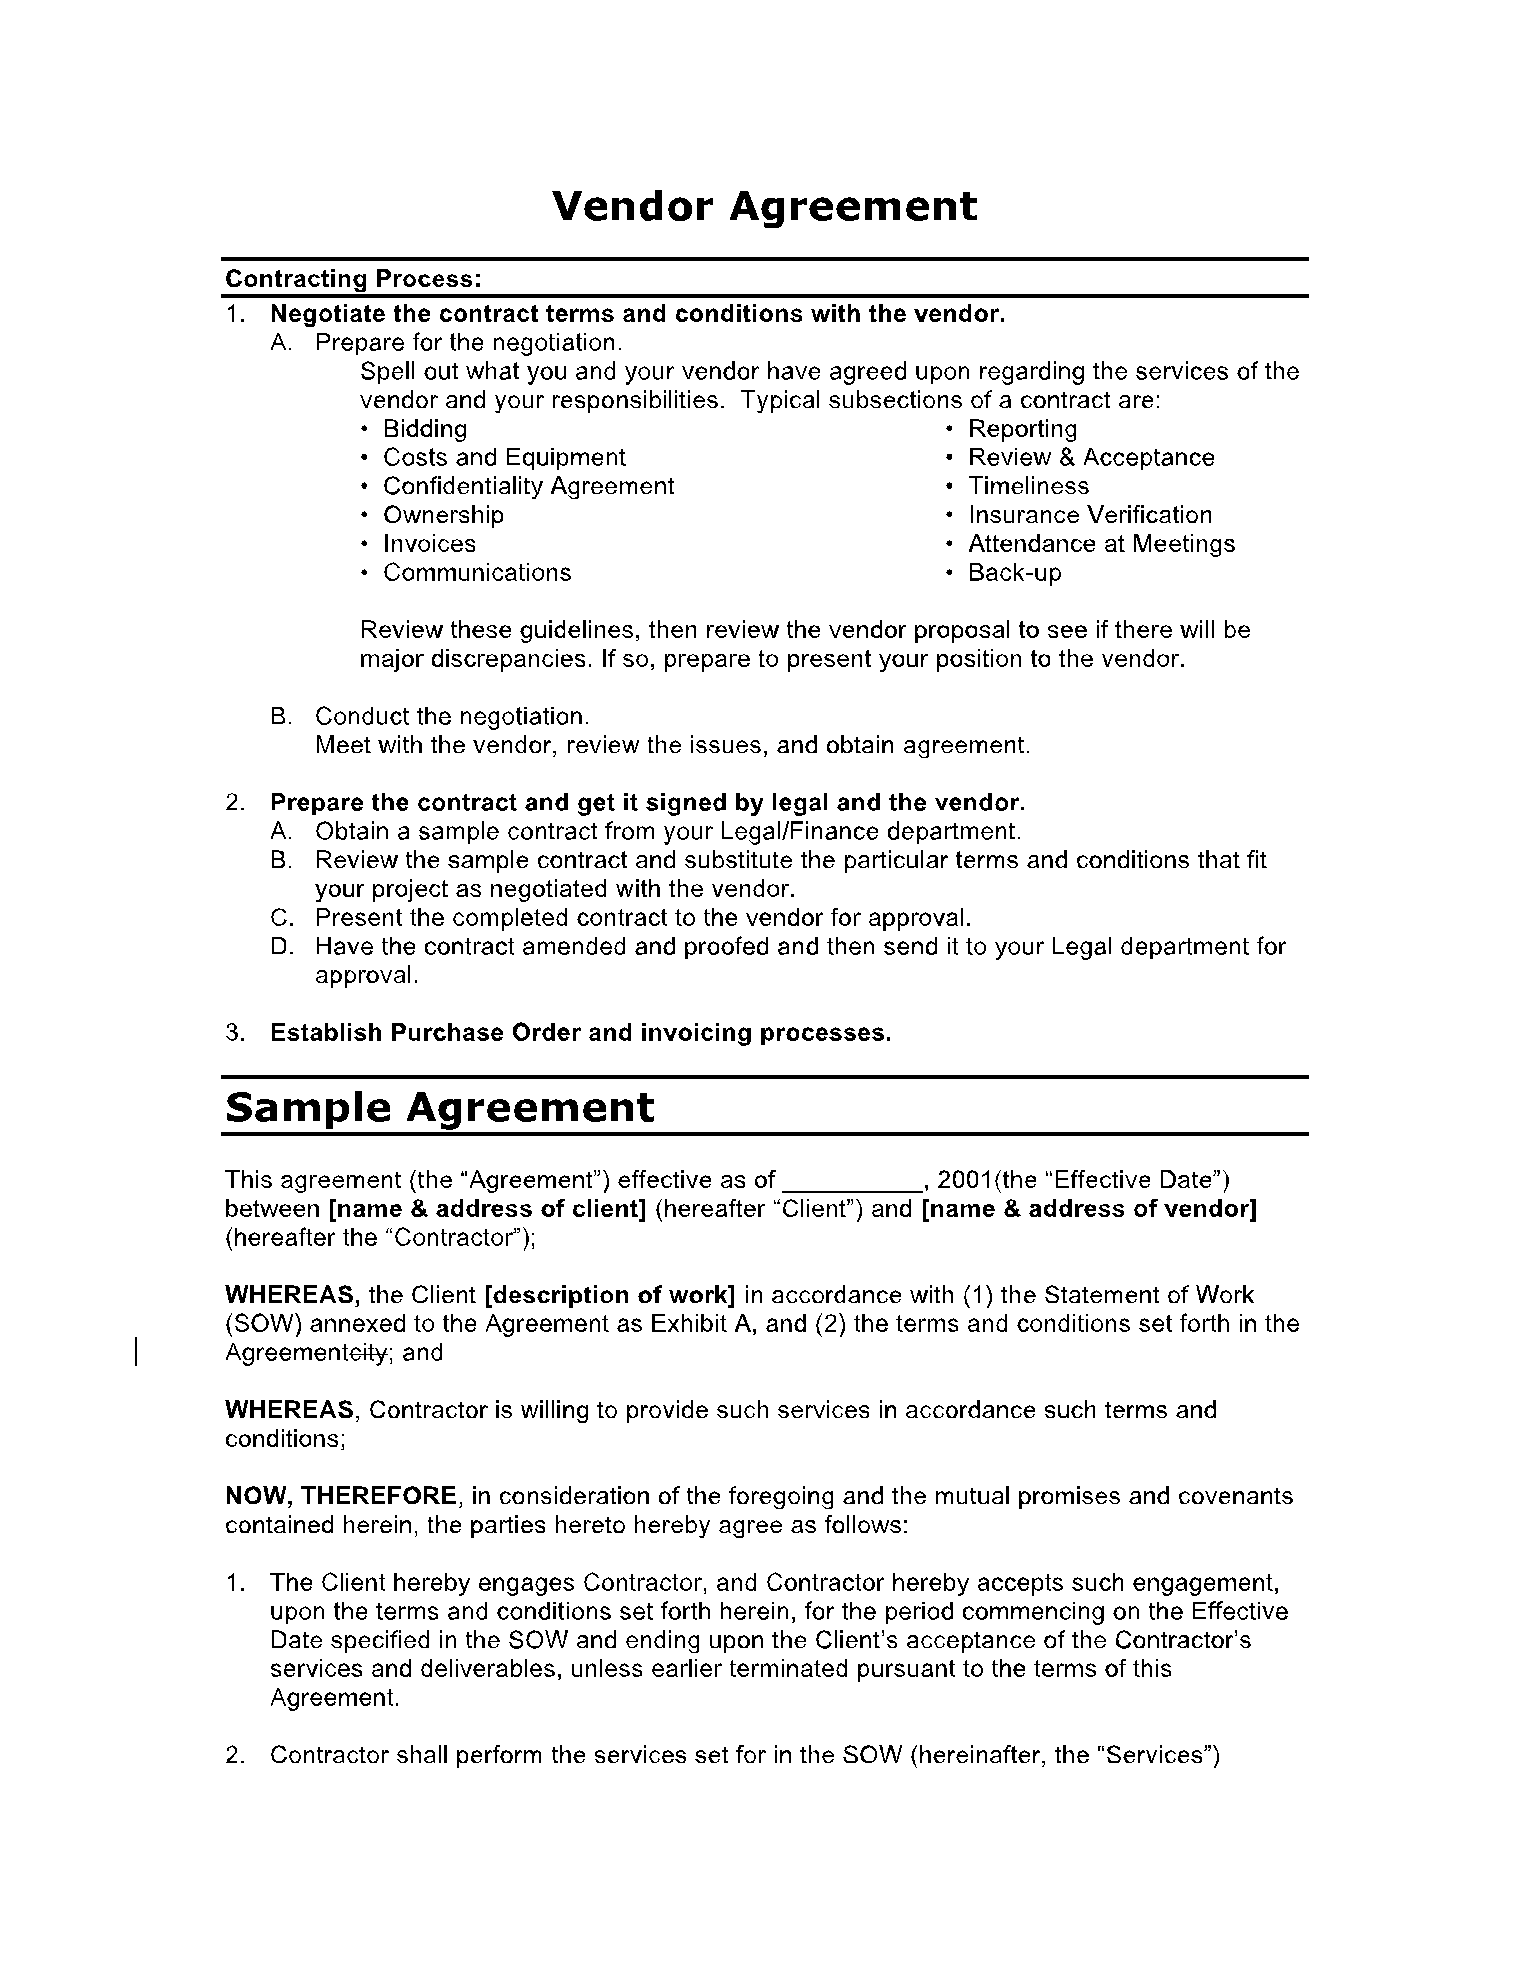 Vendor Agreement
Contracting Process:
1. Negotiate the contract terms and conditions with the vendor.
A. Prepare for the negotiation.
Spell out what you and your vendor have agreed upon regarding the services of the
vendor and your responsibilities. Typical subsections of a contract are:
• Bidding
• Costs and Equipment
• Confidentiality Agreement
• Ownership
• Invoices
• Communications
• Reporting
• Review & Acceptance
• Timeliness
• Insurance Verification
• Attendance at Meetings
• Back-up
Review these guidelines, then review the vendor proposal to see if there will be
major discrepancies. If so, prepare to present your position to the vendor.
B. Conduct the negotiation.
Meet with the vendor, review the issues, and obtain agreement.
2. Prepare the contract and get it signed by legal and the vendor.
A. Obtain a sample contract from your Legal/Finance department.
B. Review the sample contract and substitute the particular terms and conditions that fit
your project as negotiated with the vendor.
C. Present the completed contract to the vendor for approval.
D. Have the contract amended and proofed and then send it to your Legal department for
approval.
3. Establish Purchase Order and invoicing processes.
Sample Agreement
This agreement (the “Agreement”) effective as of ___________, 2001(the “Effective Date”)
between [name & address of client] (hereafter “Client”) and [name & address of vendor]
(hereafter the “Contractor”);
WHEREAS, the Client [description of work] in accordance with (1) the Statement of Work
(SOW) annexed to the Agreement as Exhibit A, and (2) the terms and conditions set forth in the
Agreementcity; and
WHEREAS, Contractor is willing to provide such services in accordance such terms and
conditions;
NOW, THEREFORE, in consideration of the foregoing and the mutual promises and covenants
contained herein, the parties hereto hereby agree as follows:
1. The Client hereby engages Contractor, and Contractor hereby accepts such engagement,
upon the terms and conditions set forth herein, for the period commencing on the Effective
Date specified in the SOW and ending upon the Client’s acceptance of the Contractor’s
services and deliverables, unless earlier terminated pursuant to the terms of this
Agreement.
2. Contractor shall perform the services set for in the SOW (hereinafter, the “Services”)